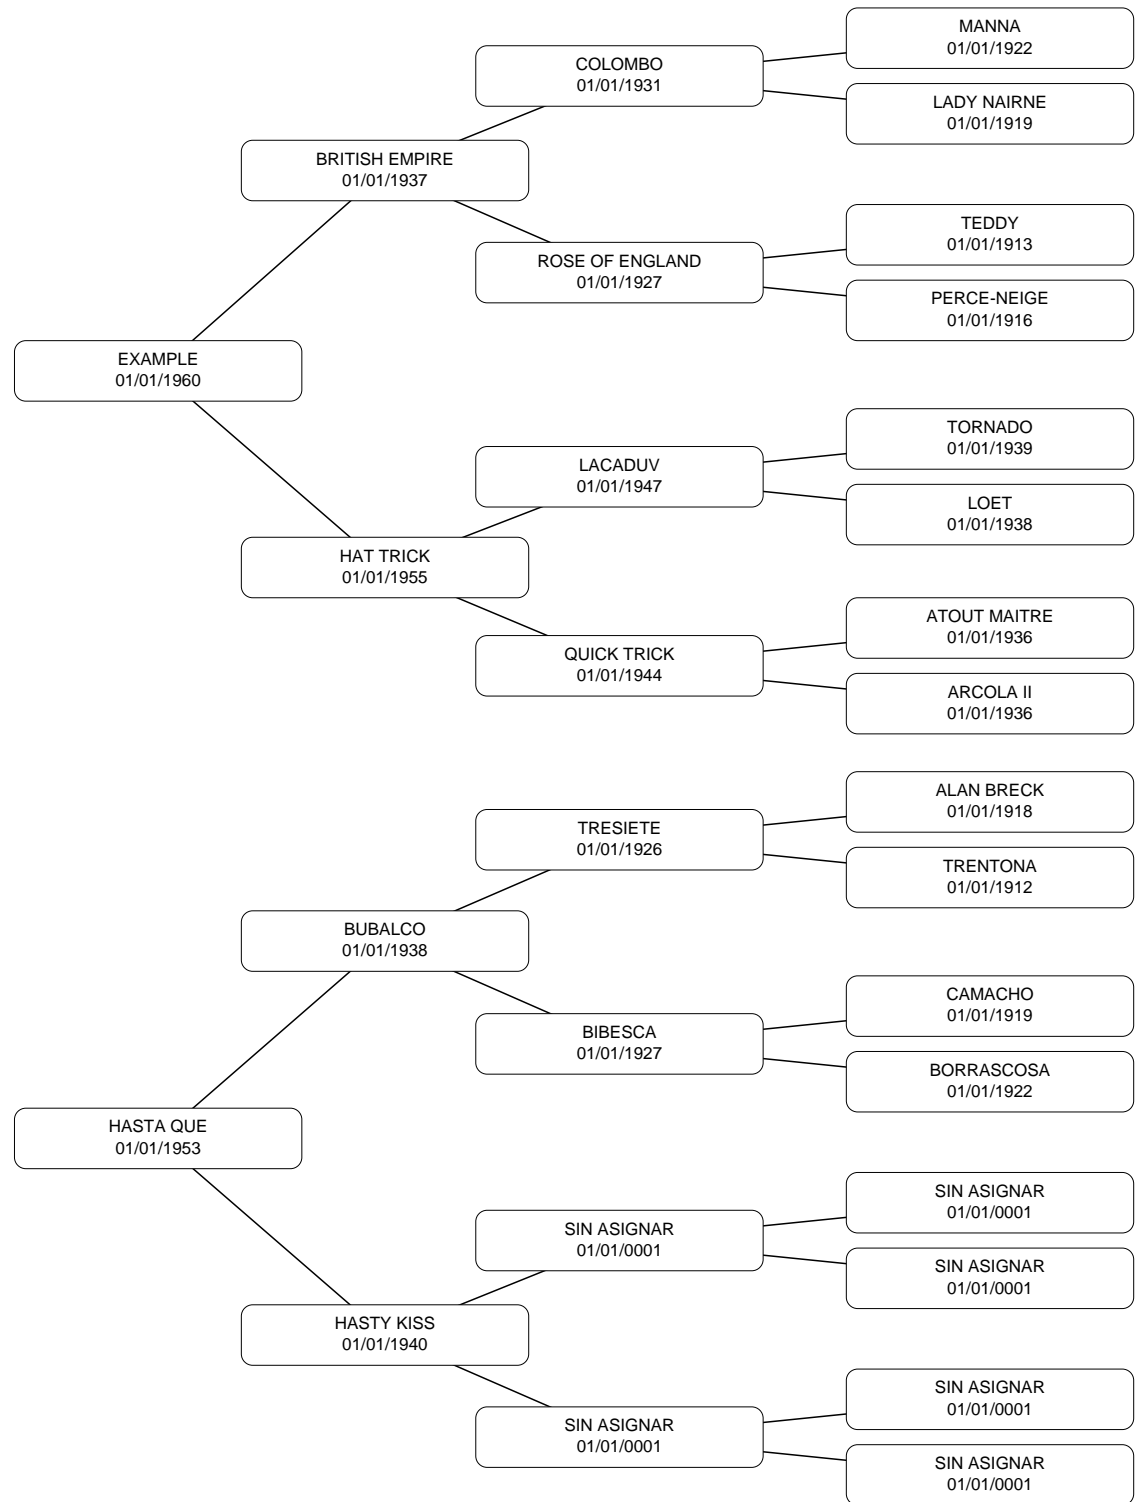 MANNA
01/01/1922
COLOMBO
01/01/1931
LADY NAIRNE
01/01/1919
BRITISH EMPIRE
01/01/1937
TEDDY
01/01/1913
ROSE OF ENGLAND
01/01/1927
PERCE-NEIGE
01/01/1916
EXAMPLE
01/01/1960
TORNADO
01/01/1939
LACADUV
01/01/1947
LOET
01/01/1938
HAT TRICK
01/01/1955
ATOUT MAITRE
01/01/1936
QUICK TRICK
01/01/1944
ARCOLA II
01/01/1936
ALAN BRECK
01/01/1918
TRESIETE
01/01/1926
TRENTONA
01/01/1912
BUBALCO
01/01/1938
CAMACHO
01/01/1919
BIBESCA
01/01/1927
BORRASCOSA
01/01/1922
HASTA QUE
01/01/1953
SIN ASIGNAR
01/01/0001
SIN ASIGNAR
01/01/0001
SIN ASIGNAR
01/01/0001
HASTY KISS
01/01/1940
SIN ASIGNAR
01/01/0001
SIN ASIGNAR
01/01/0001
SIN ASIGNAR
01/01/0001